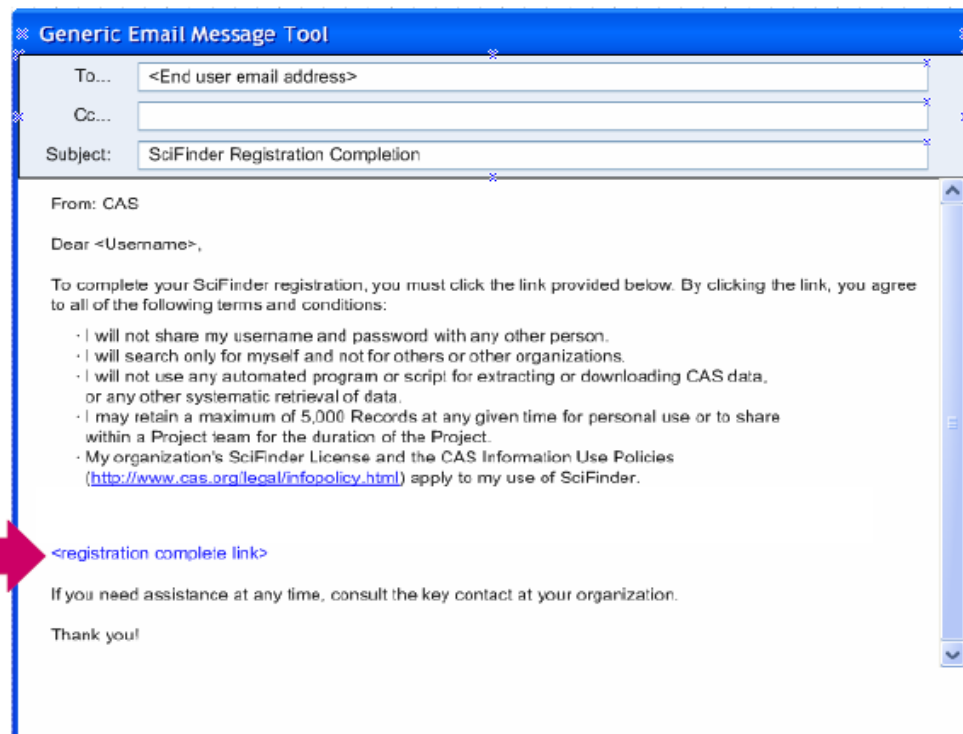 Generic Email Message Tool
To... <End user email address>
Cc...
Subject: SciFinder Registration Completion
From: CAS
Dear <Username>,
To complete your SciFinder registration, you must click the link provided below. By clicking the link, you agree
to all of the following terms and conditions:
· I will not share my username and password with any other person.
· I will search only for myself and not for others or other organizations.
· I will not use any automated program or script for extracting or downloading CAS data,
or any other systematic retrieval of data.
· I may retain a maximum of 5,000 Records at any given time for personal use or to share
within a Project team for the duration of the Project.
· My organization's SciFinder License and the CAS Information Use Policies
(http://www.cas.org/legal/infopolicy.html) apply to my use of SciFinder.
<registration complete link>
If you need assistance at any time, consult the key contact at your organization.
Thank you!